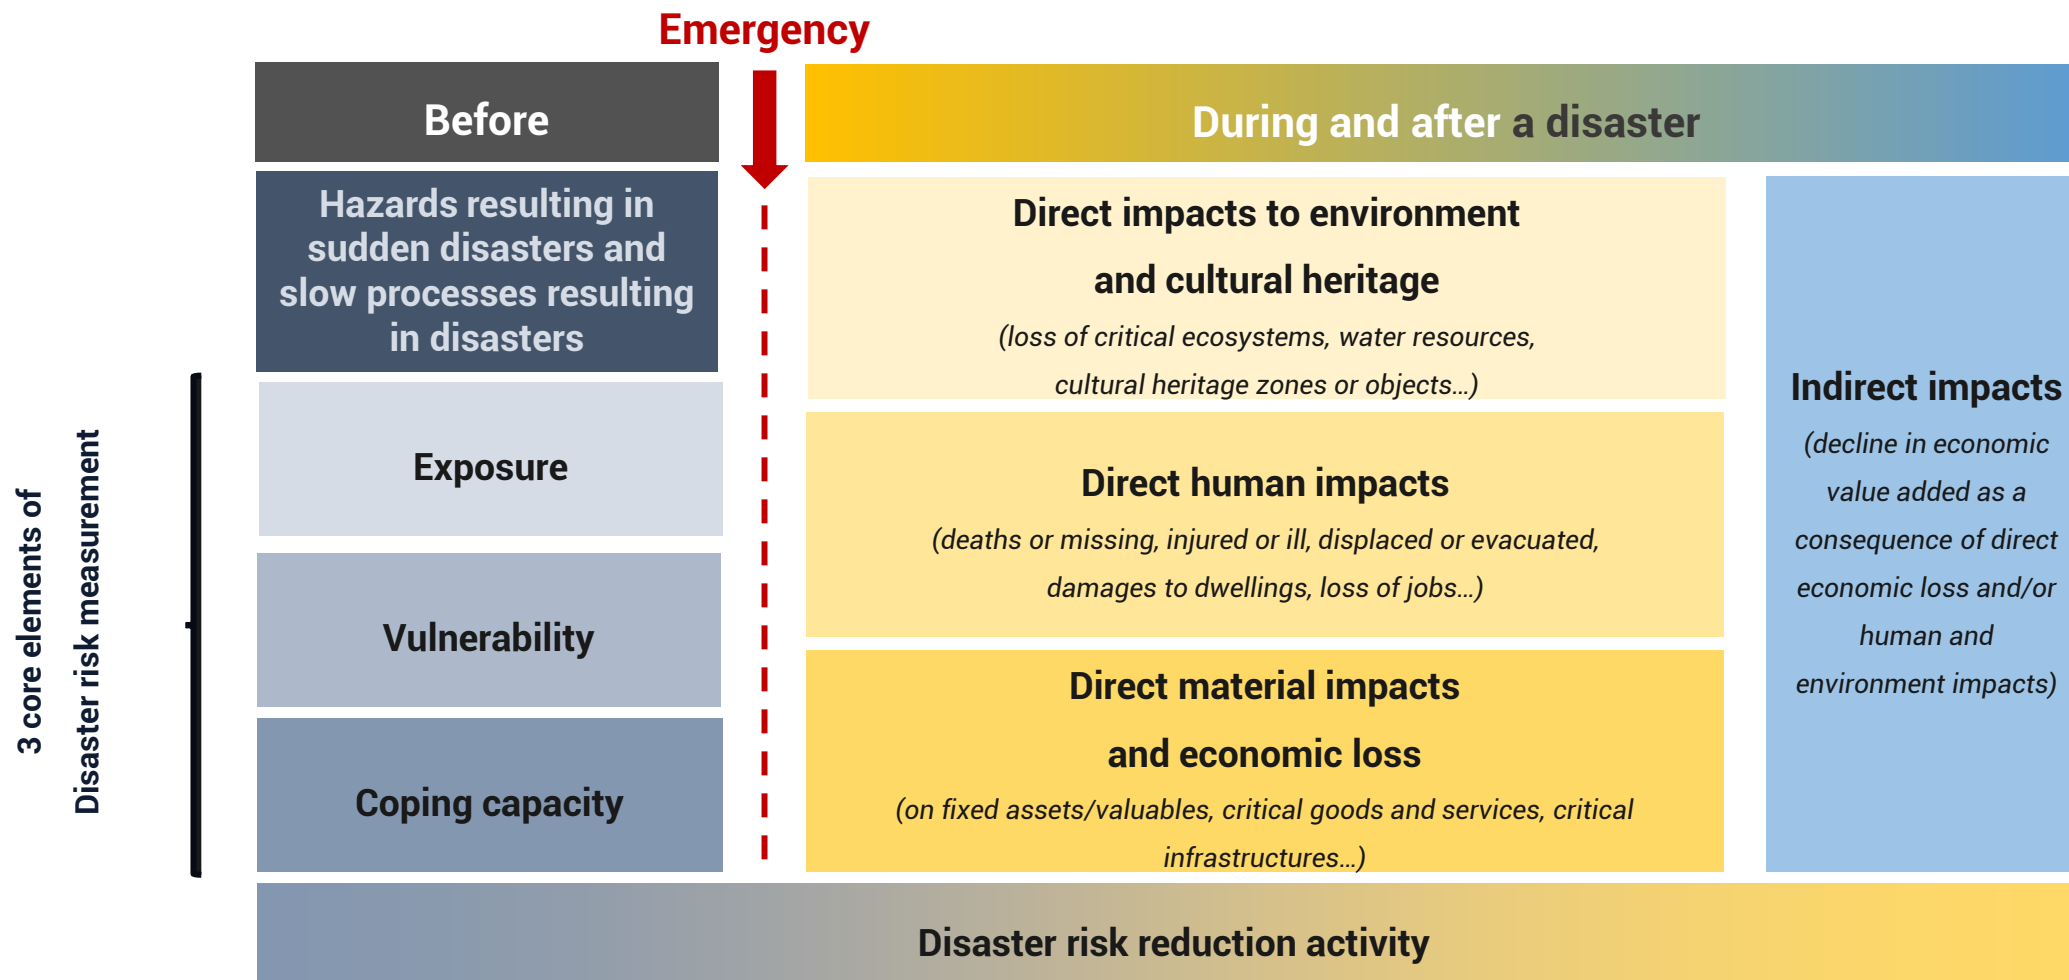 Emergency
Before
During and after a disaster
Hazards resulting in
sudden disasters and
slow processes resulting
in disasters
Exposure
Vulnerability
Coping capacity
3 core elements of
Disaster risk measurement
Direct impacts to environment
and cultural heritage
(loss of critical ecosystems, water resources,
cultural heritage zones or objects...)
Direct human impacts
(deaths or missing, injured or ill, displaced or evacuated,
damages to dwellings, loss of jobs...)
Direct material impacts
and economic loss
(on fixed assets/valuables, critical goods and services, critical
infrastructures...)
Indirect impacts
(decline in economic
value added as a
consequence of direct
economic loss and/or
human and
environment impacts)
Disaster risk reduction activity